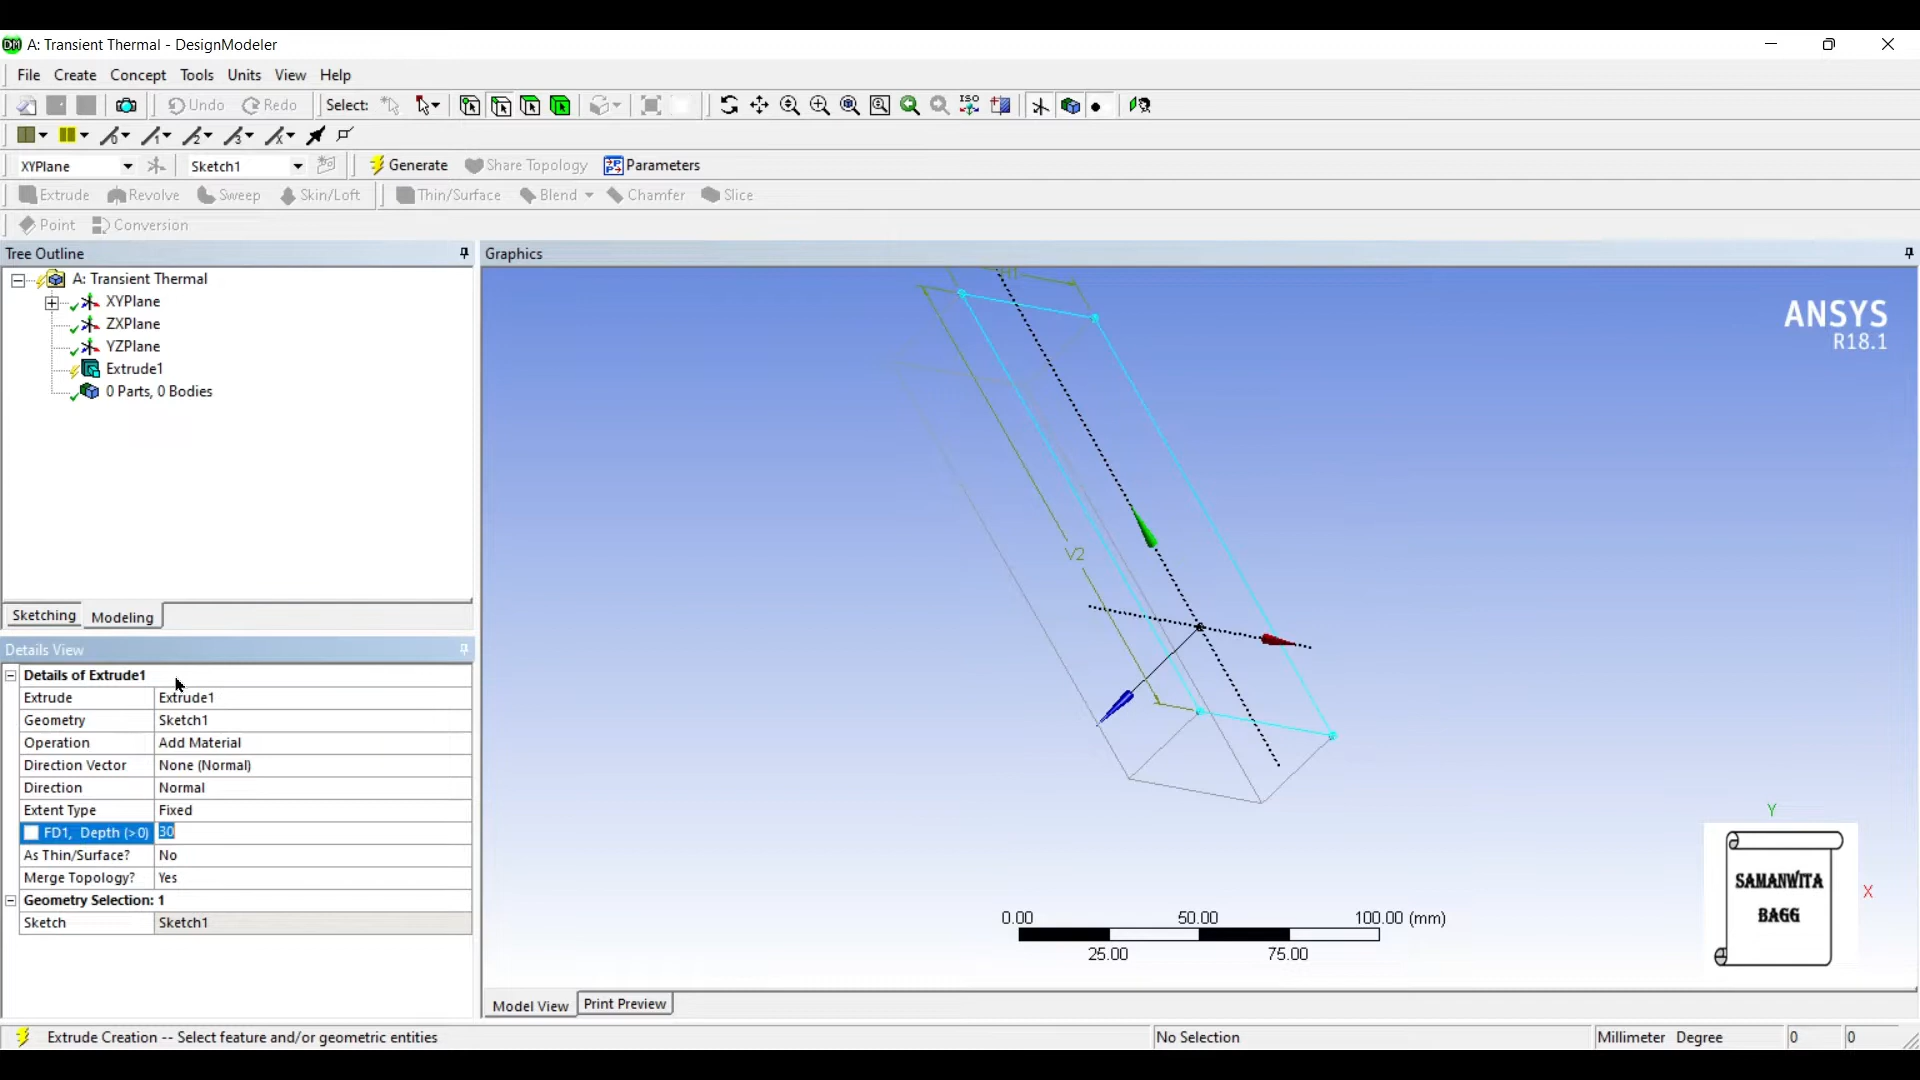 A: Transient Thermal - DesignModeler
File Create Concept Tools Units View Help
Undo Redo Select: ISO
XYPlane Sketch1 Generate Share Topology Parameters
Extrude Revolve Sweep Skin/Loft Thin/Surface Blend Chamfer Slice
Point Conversion
Tree Outline
A: Transient Thermal
XYPlane
ZXPlane
YZPlane
Extrude1
0 Parts, 0 Bodies
Sketching Modeling
Details View
Details of Extrude1
Extrude Extrude1
Geometry Sketch1
Operation Add Material
Direction Vector None (Normal)
Direction Normal
Extent Type Fixed
FD1, Depth (>0) 30
As Thin/Surface? No
Merge Topology? Yes
Geometry Selection: 1
Sketch Sketch1
Graphics
H1
ANSYS
R18.1
V2
Y
X
SAMANWITA
BAGG
0.00 50.00 100.00 (mm)
25.00 75.00
Model View Print Preview
Extrude Creation -- Select feature and/or geometric entities No Selection Millimeter Degree 0 0